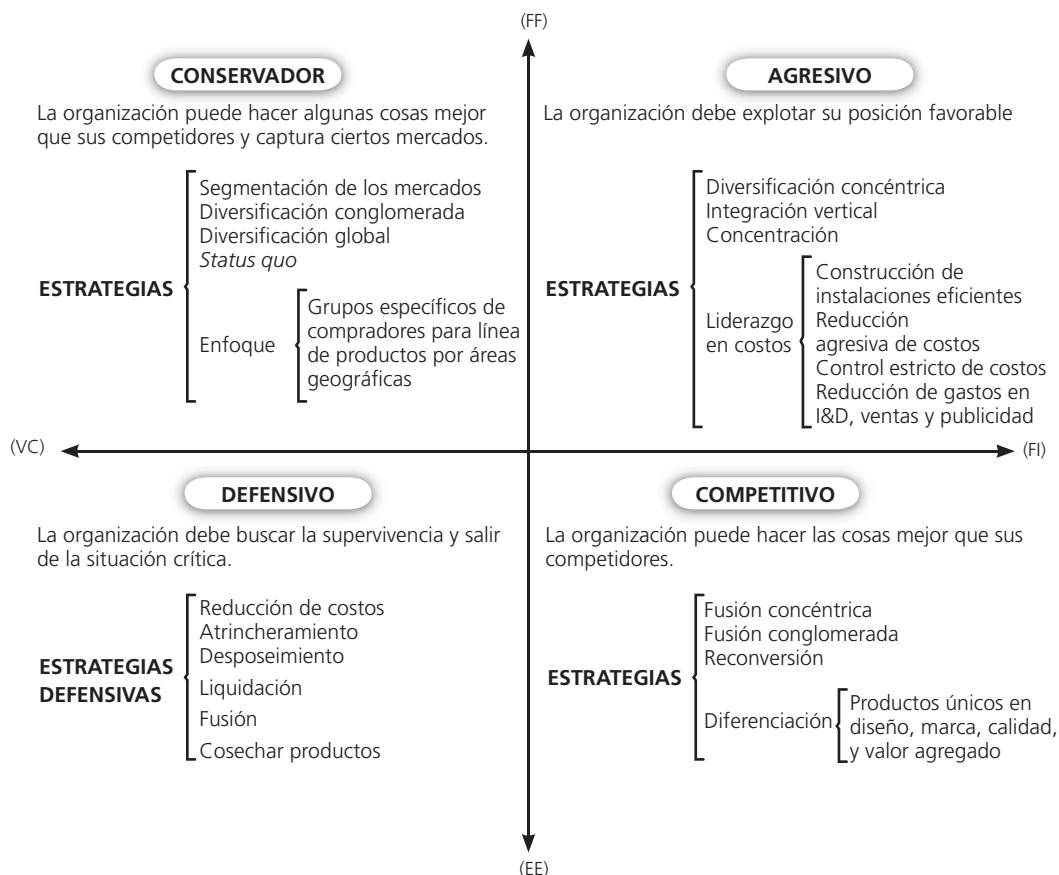 (FF)
CONSERVADOR
La organización puede hacer algunas cosas mejor
que sus competidores y captura ciertos mercados.
ESTRATEGIAS
Segmentación de los mercados
Diversificación conglomerada
Diversificación global
Status quo
Enfoque
Grupos específicos de
compradores para línea
de productos por áreas
geográficas
AGRESIVO
La organización debe explotar su posición favorable
ESTRATEGIAS
Diversificación concéntrica
Integración vertical
Concentración
Liderazgo
en costos
Construcción de
instalaciones eficientes
Reducción
agresiva de costos
Control estricto de costos
Reducción de gastos en
I&D, ventas y publicidad
(VC)
(FI)
DEFENSIVO
La organización debe buscar la supervivencia y salir
de la situación crítica.
ESTRATEGIAS
DEFENSIVAS
Reducción de costos
Atrincheramiento
Desposeimiento
Liquidación
Fusión
Cosechar productos
COMPETITIVO
La organización puede hacer las cosas mejor que sus
competidores.
ESTRATEGIAS
Fusión concéntrica
Fusión conglomerada
Reconversión
Diferenciación
Productos únicos en
diseño, marca, calidad,
y valor agregado
(EE)